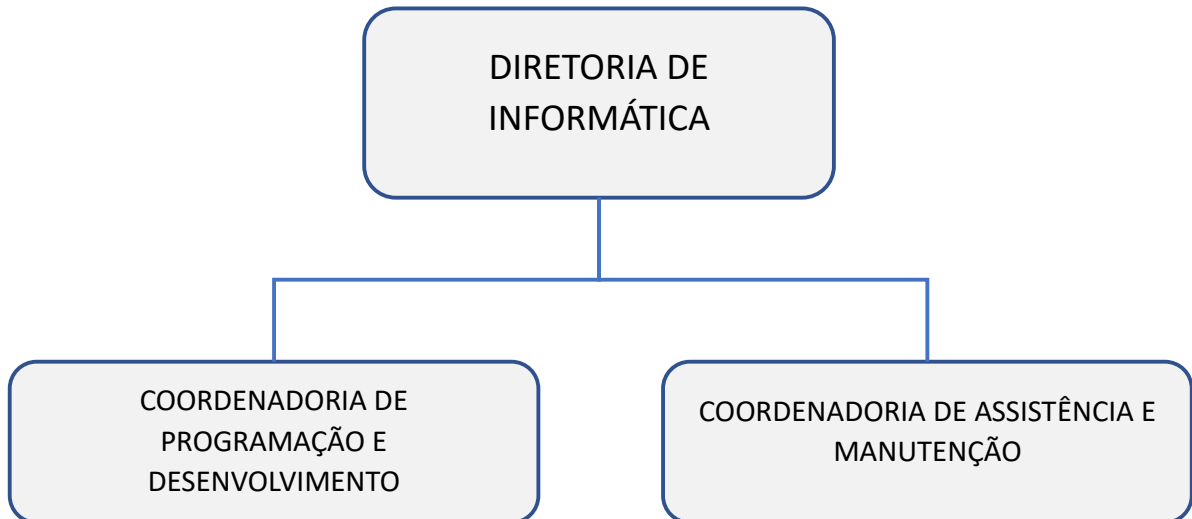 DIRETORIA DE
INFORMÁTICA
COORDENADORIA DE
PROGRAMAÇÃO E
DESENVOLVIMENTO
COORDENADORIA DE ASSISTÊNCIA E
MANUTENÇÃO